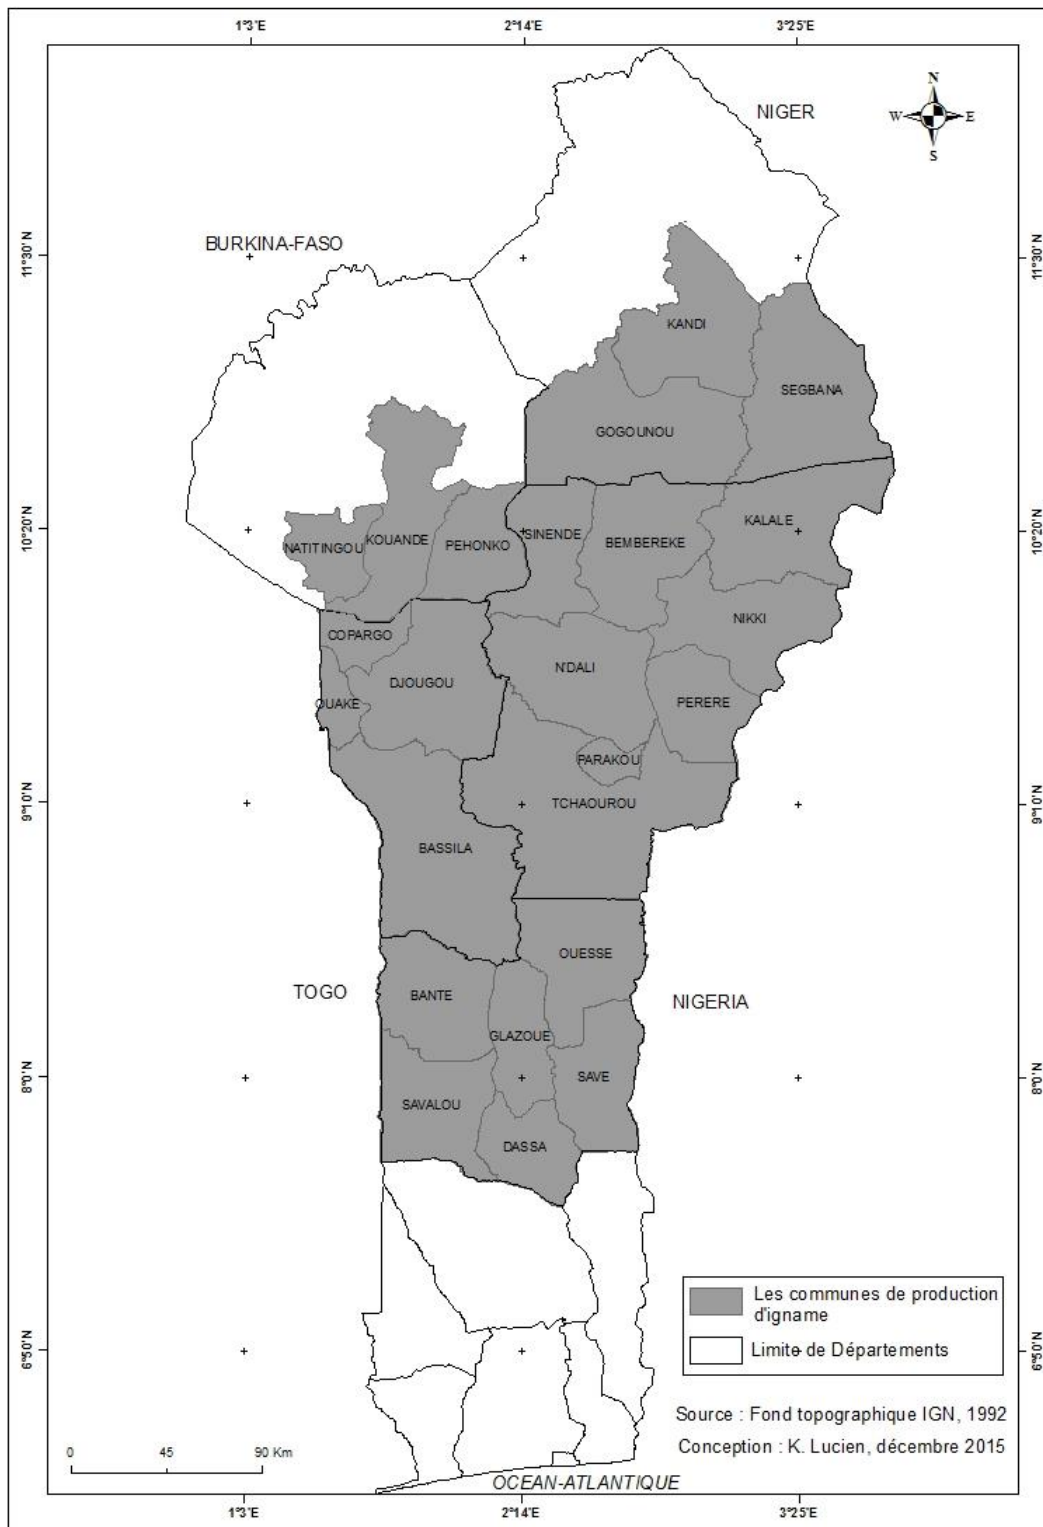 1°3'E
2°14'E
3°25'E
N
W
E
S
NIGER
BURKINA-FASO
11°30'N
11°30'N
KANDI
SEGBANA
GOGOUNOU
10°20'N
10°20'N
KALALE
NATITINGOU
KOUANDE
PEHONKO
SINENDE
BEMBEREKE
NIKKI
COPARGO
N'DALI
DJOUGOU
OUAKE
PERERE
PARAKOU
9°10'N
9°10'N
TCHAOUROU
BASSILA
OUESSE
TOGO
BANTE
NIGERIA
GLAZOUE
8°0'N
8°0'N
SAVE
SAVALOU
DASSA
Les communes de production
d'igname
6°50'N
6°50'N
Limite de Départements
Source : Fond topographique IGN, 1992
Conception : K. Lucien, décembre 2015
0 45 90 Km
OCEAN-ATLANTIQUE
1°3'E
2°14'E
3°25'E